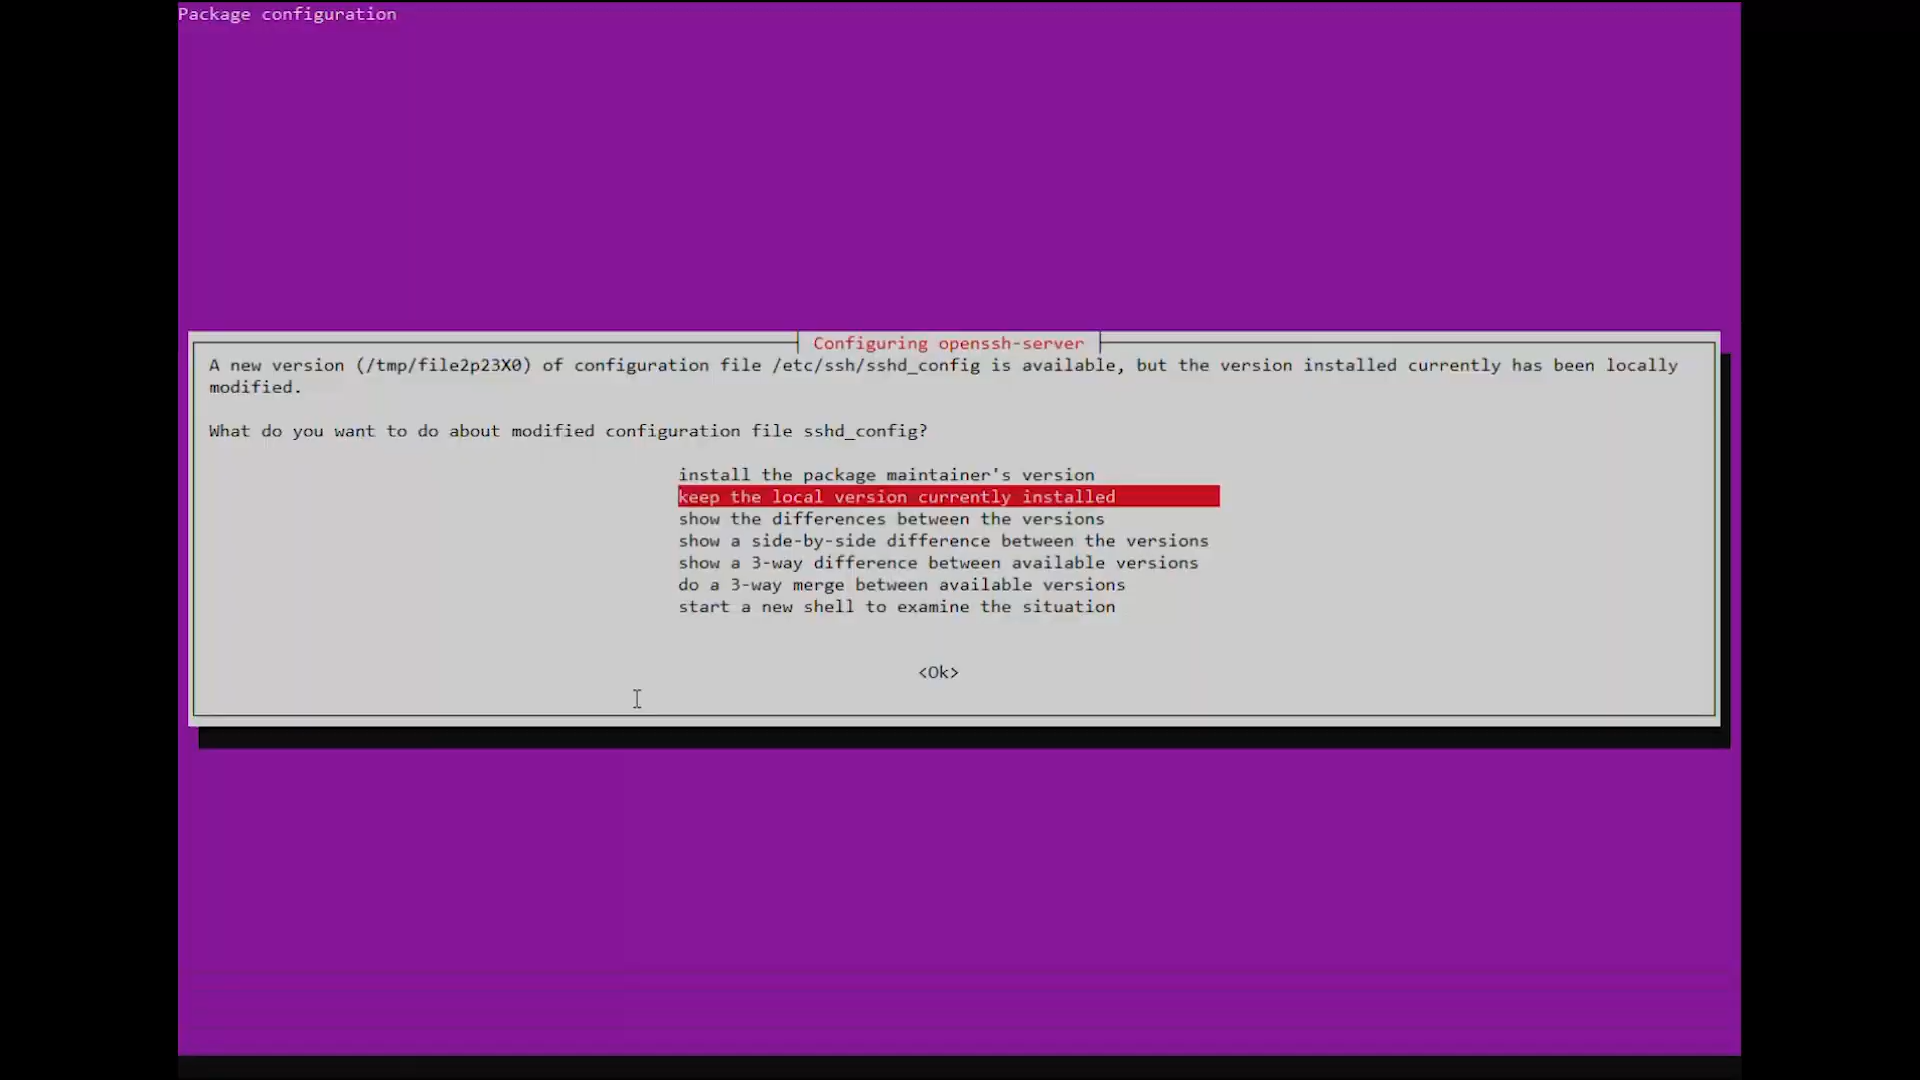 Package configuration
Configuring openssh-server
A new version (/tmp/file2p23X0) of configuration file /etc/ssh/sshd_config is available, but the version installed currently has been locally
modified.
What do you want to do about modified configuration file sshd_config?
install the package maintainer's version
keep the local version currently installed
show the differences between the versions
show a side-by-side difference between the versions
show a 3-way difference between available versions
do a 3-way merge between available versions
start a new shell to examine the situation
<Ok>